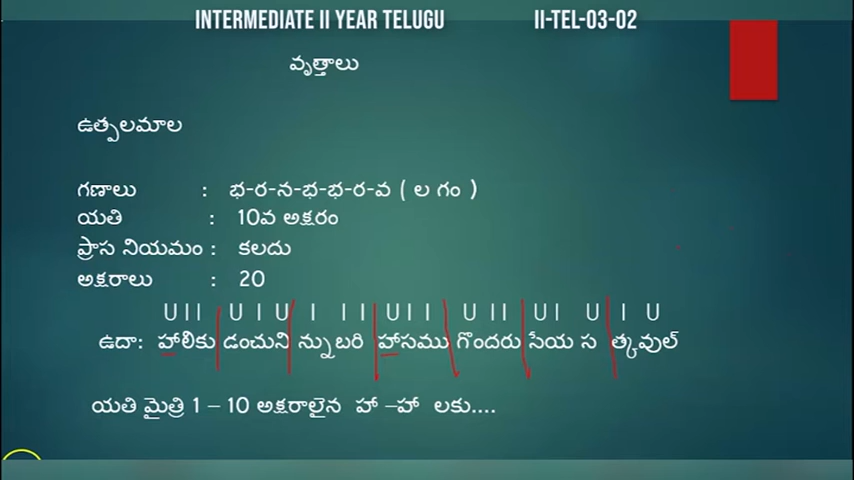 INTERMEDIATE II YEAR TELUGU II-TEL-03-02
వృత్తాలు
ఉత్పలమాల
గణాలు : భ-ర-న-భ-భ-ర-వ ( ల గం )
యతి : 10వ అక్షరం
ప్రాస నియమం : కలదు
అక్షరాలు : 20
U I I U I U I I I U I I U I I U I U I U
ఉదా: హాలికు డంచుని న్నుబరి హాసము గొందరు సేయ స త్కవుల్
యతి మైత్రి 1 – 10 అక్షరాలైన హా –హా లకు....